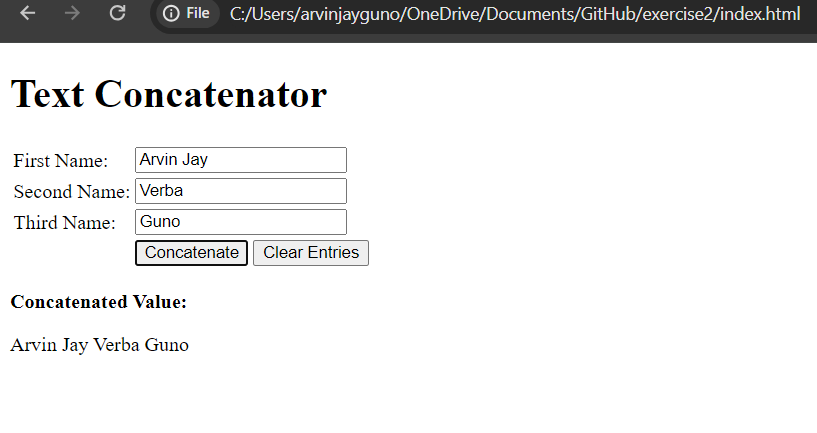 File C:/Users/arvinjayguno/OneDrive/Documents/GitHub/exercise2/index.html
Text Concatenator
First Name: Arvin Jay
Second Name: Verba
Third Name: Guno
Concatenate Clear Entries
Concatenated Value:
Arvin Jay Verba Guno